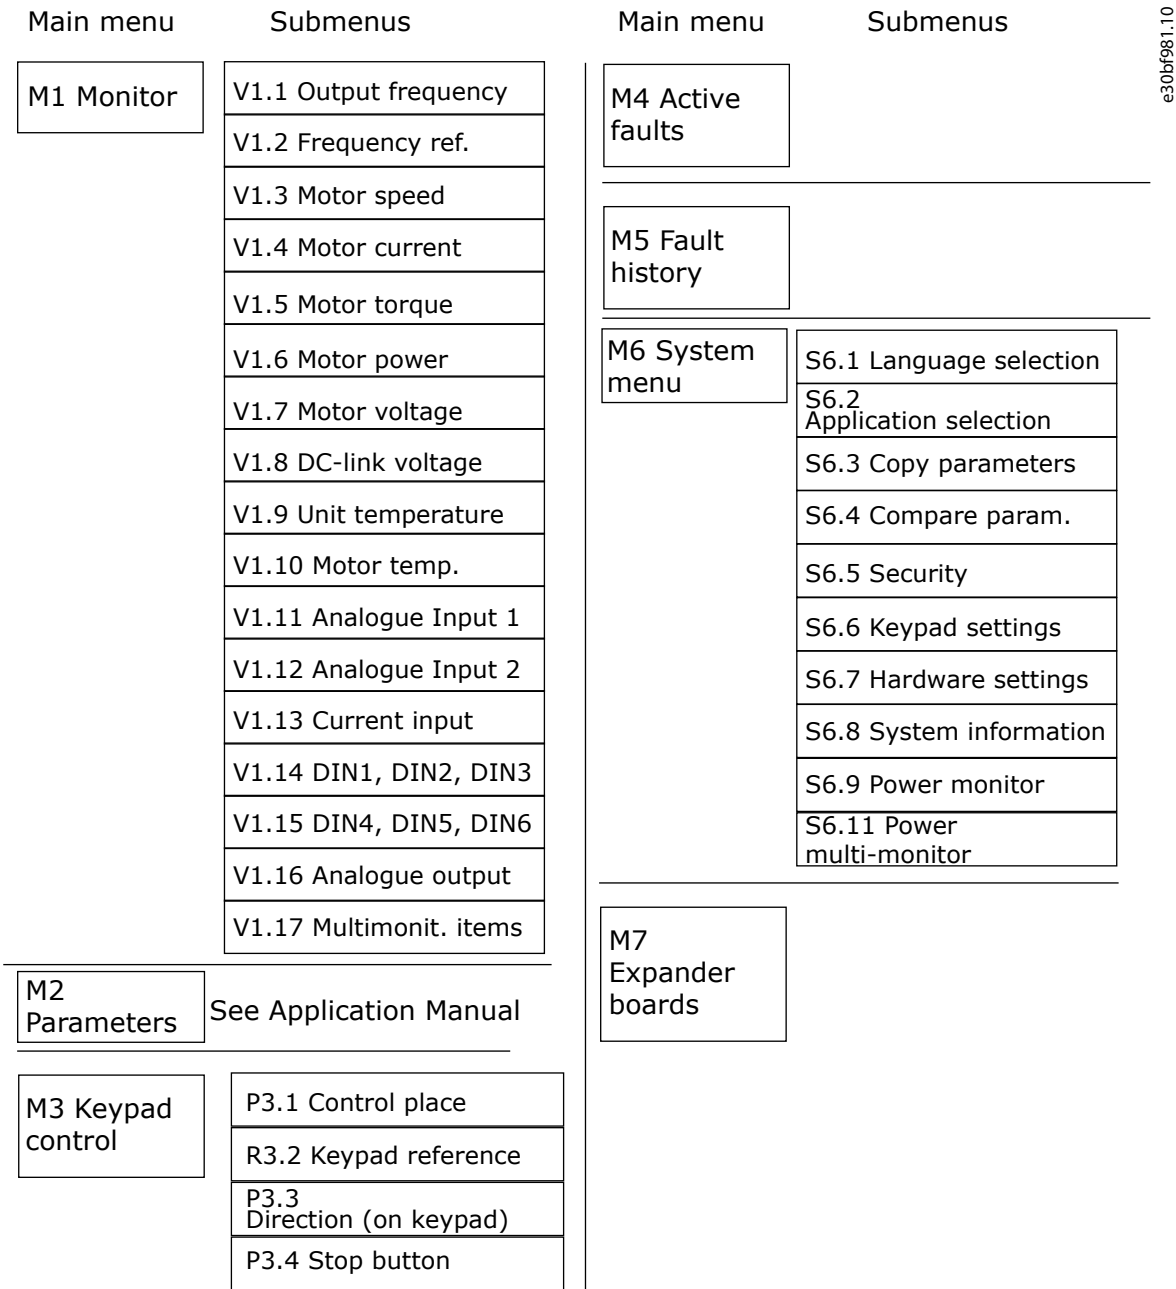 Main menu
Submenus
M1 Monitor
V1.1 Output frequency
V1.2 Frequency ref.
V1.3 Motor speed
V1.4 Motor current
V1.5 Motor torque
V1.6 Motor power
V1.7 Motor voltage
V1.8 DC-link voltage
V1.9 Unit temperature
V1.10 Motor temp.
V1.11 Analogue Input 1
V1.12 Analogue Input 2
V1.13 Current input
V1.14 DIN1, DIN2, DIN3
V1.15 DIN4, DIN5, DIN6
V1.16 Analogue output
V1.17 Multimonit. items
M2
Parameters
See Application Manual
M3 Keypad
control
P3.1 Control place
R3.2 Keypad reference
P3.3
Direction (on keypad)
P3.4 Stop button
Main menu
Submenus
M4 Active
faults
M5 Fault
history
M6 System
menu
S6.1 Language selection
S6.2
Application selection
S6.3 Copy parameters
S6.4 Compare param.
S6.5 Security
S6.6 Keypad settings
S6.7 Hardware settings
S6.8 System information
S6.9 Power monitor
S6.11 Power
multi-monitor
M7
Expander
boards
e30bf981.10